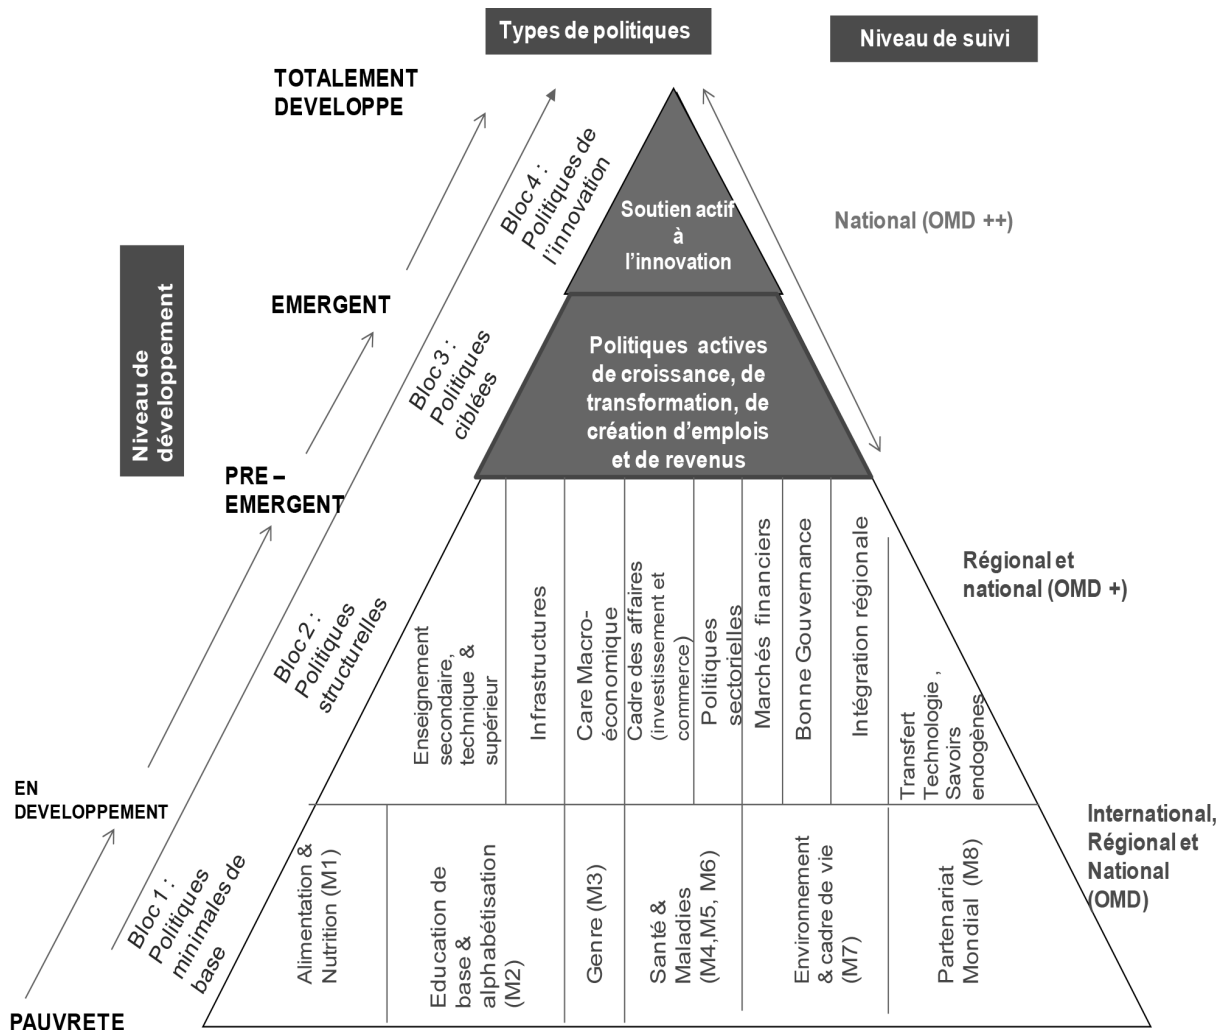 Types de politiques
Niveau de suivi
TOTALEMENT
DEVELOPPE
Bloc 4 :
Politiques de
l'innovation
Soutien actif
à
l'innovation
National (OMD ++)
Niveau de
développement
EMERGENT
Bloc 3 :
Politiques
ciblées
Politiques actives
de croissance, de
transformation, de
création d'emplois
et de revenus
PRE –
EMERGENT
Bloc 2 :
Politiques
structurelles
Enseignement
secondaire,
technique &
supérieur
Infrastructures
Care Macro-
économique
Cadre des affaires
(investissement et
commerce)
Politiques
sectorielles
Marchés financiers
Bonne Gouvernance
Intégration régionale
Transfert
Technologie ,
Savoirs
endogènes
Régional et
national (OMD +)
EN
DEVELOPPEMENT
Bloc 1 :
Politiques
minimales de
base
Alimentation &
Nutrition (M1)
Education de
base &
alphabétisation
(M2)
Genre (M3)
Santé &
Maladies
(M4,M5, M6)
Environnement
& cadre de vie
(M7)
Partenariat
Mondial (M8)
International,
Régional et
National
(OMD)
PAUVRETE